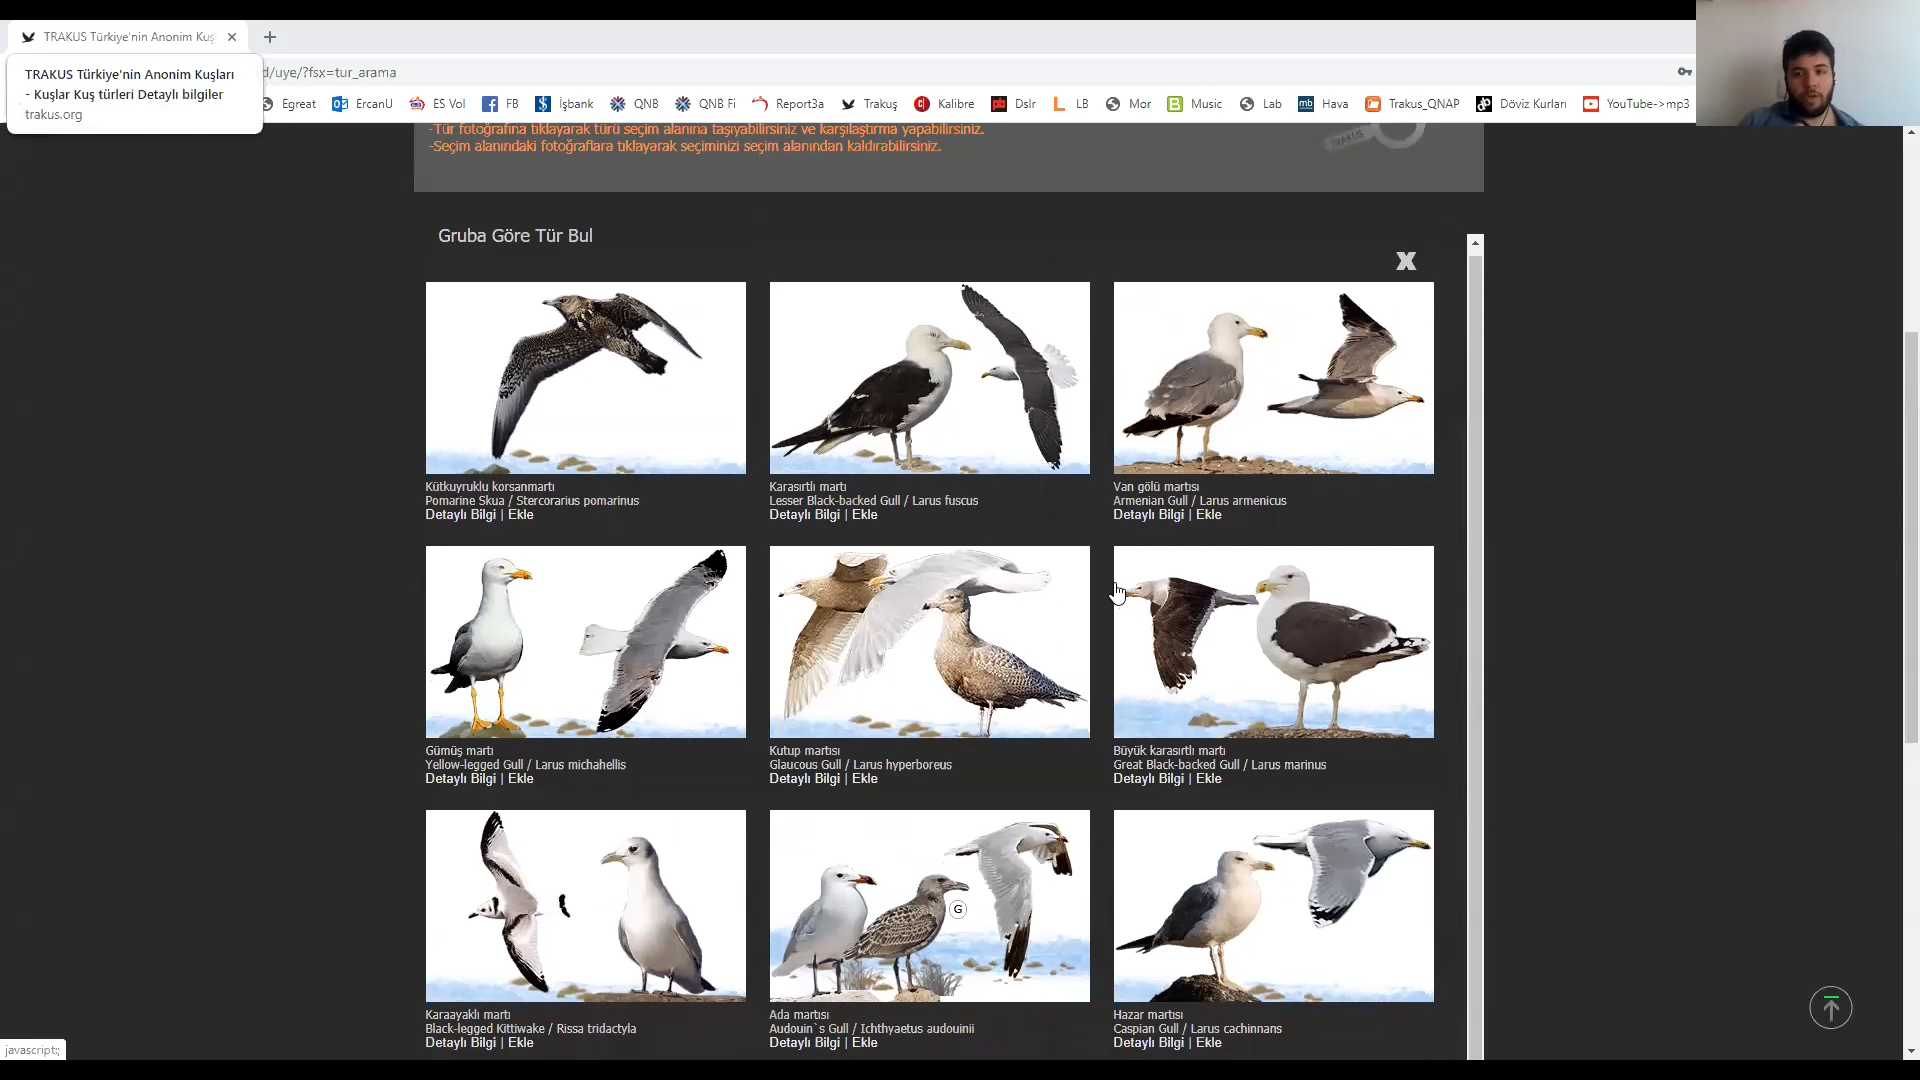 TRAKUS Türkiye'nin Anonim Kuş
TRAKUS Türkiye'nin Anonim Kuşları
- Kuşlar Kuş türleri Detaylı bilgiler
trakus.org
d/uye/?fsx=tur_arama
Egreat ErcanU ES Vol FB İşbank QNB QNB Fi Report3a Trakuş Kalibre Dslr LB Mor Music Lab Hava Trakus_QNAP Döviz Kurları YouTube->mp3
-Tür fotoğrafına tıklayarak türü seçim alanına taşıyabilirsiniz ve karşılaştırma yapabilirsiniz.
-Seçim alanındaki fotoğraflara tıklayarak seçiminizi seçim alanından kaldırabilirsiniz.
TRAKUS
Gruba Göre Tür Bul
X
Kütkuyruklu korsanmartı
Pomarine Skua / Stercorarius pomarinus
Detaylı Bilgi | Ekle
Karasırtlı martı
Lesser Black-backed Gull / Larus fuscus
Detaylı Bilgi | Ekle
Van gölü martısı
Armenian Gull / Larus armenicus
Detaylı Bilgi | Ekle
Gümüş martı
Yellow-legged Gull / Larus michahellis
Detaylı Bilgi | Ekle
Kutup martısı
Glaucous Gull / Larus hyperboreus
Detaylı Bilgi | Ekle
Büyük karasırtlı martı
Great Black-backed Gull / Larus marinus
Detaylı Bilgi | Ekle
G
Karaayaklı martı
Black-legged Kittiwake / Rissa tridactyla
Detaylı Bilgi | Ekle
Ada martısı
Audouin`s Gull / Ichthyaetus audouinii
Detaylı Bilgi | Ekle
Hazar martısı
Caspian Gull / Larus cachinnans
Detaylı Bilgi | Ekle
javascript:;